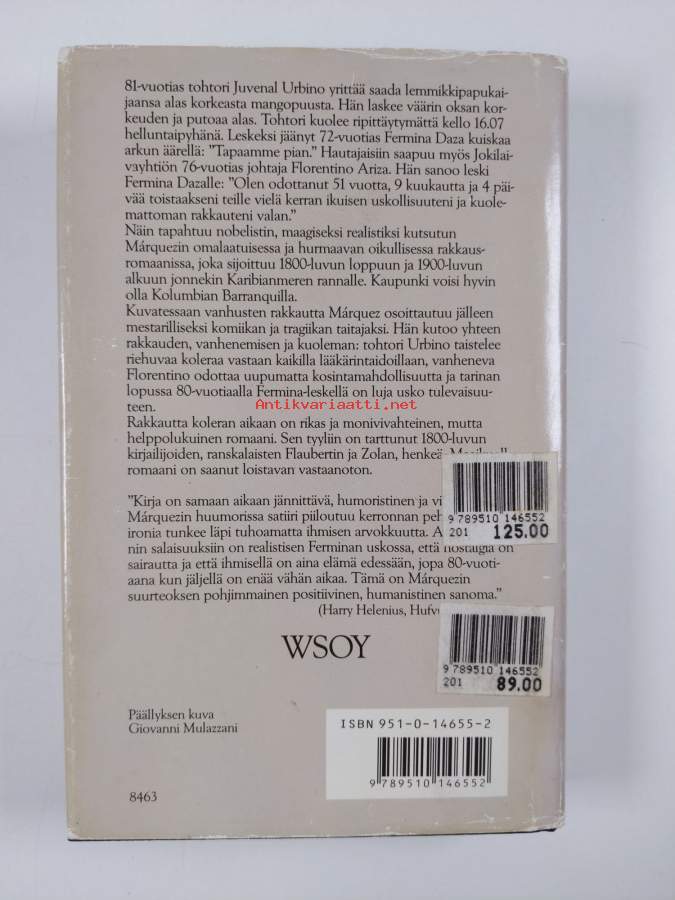 81-vuotias tohtori Juvenal Urbino yrittää saada lemmikkipapukai-
jaansa alas korkeasta mangopuusta. Hän laskee väärin oksan kor-
keuden ja putoaa alas. Tohtori kuolee ripittäytymättä kello 16.07
helluntaipyhänä. Leskeksi jäänyt 72-vuotias Fermina Daza kuiskaa
arkun äärellä: "Tapaamme pian." Hautajaisiin saapuu myös Jokilai-
vayhtiön 76-vuotias johtaja Florentino Ariza. Hän sanoo leski
Fermina Dazalle: "Olen odottanut 51 vuotta, 9 kuukautta ja 4 päi-
vää toistaakseni teille vielä kerran ikuisen uskollisuuteni ja kuole-
mattoman rakkauteni valan."
Näin tapahtuu nobelistin, maagiseksi realistiksi kutsutun
Márquezin omalaatuisessa ja hurmaavan oikullisessa rakkaus-
romaanissa, joka sijoittuu 1800-luvun loppuun ja 1900-luvun
alkuun jonnekin Karibianmeren rannalle. Kaupunki voisi hyvin
olla Kolumbian Barranquilla.
Kuvatessaan vanhusten rakkautta Márquez osoittautuu jälleen
mestarilliseksi komiikan ja tragiikan taitajaksi. Hän kutoo yhteen
rakkauden, vanhenemisen ja kuoleman: tohtori Urbino taistelee
riehuvaa koleraa vastaan kaikilla lääkärintaidoillaan, vanheneva
Florentino odottaa uupumatta kosintamahdollisuutta ja tarinan
lopussa 80-vuotiaalla Fermina-leskellä on luja usko tulevaisuu-
teen.
Antikvariaatti.net
Rakkautta koleran aikaan on rikas ja monivivahteinen, mutta
helppolukuinen romaani. Sen tyyliin on tarttunut 1800-luvun
kirjailijoiden, ranskalaisten Flaubertin ja Zolan, henkeä.
romaani on saanut loistavan vastaanoton.
"Kirja on samaan aikaan jännittävä, humoristinen ja
Márquezin huumorissa satiiri piiloutuu kerronnan
ironia tunkee läpi tuhoamatta ihmisen arvokkuutta.
nin salaisuuksiin on realistisen Ferminan uskossa, että nostalgia on
sairautta ja että ihmisellä on aina elämä edessään, jopa 80-vuoti-
aana kun jäljellä on enää vähän aikaa. Tämä on Márquezin
suurteoksen pohjimmainen positiivinen, humanistinen sanoma."
(Harry Helenius,
9 789510 146552
201 125.00
WSOY
9 789510 146552
201 89.00
Päällyksen kuva
Giovanni Mulazzani
ISBN 951-0-14655-2
9 789510 146552
8463